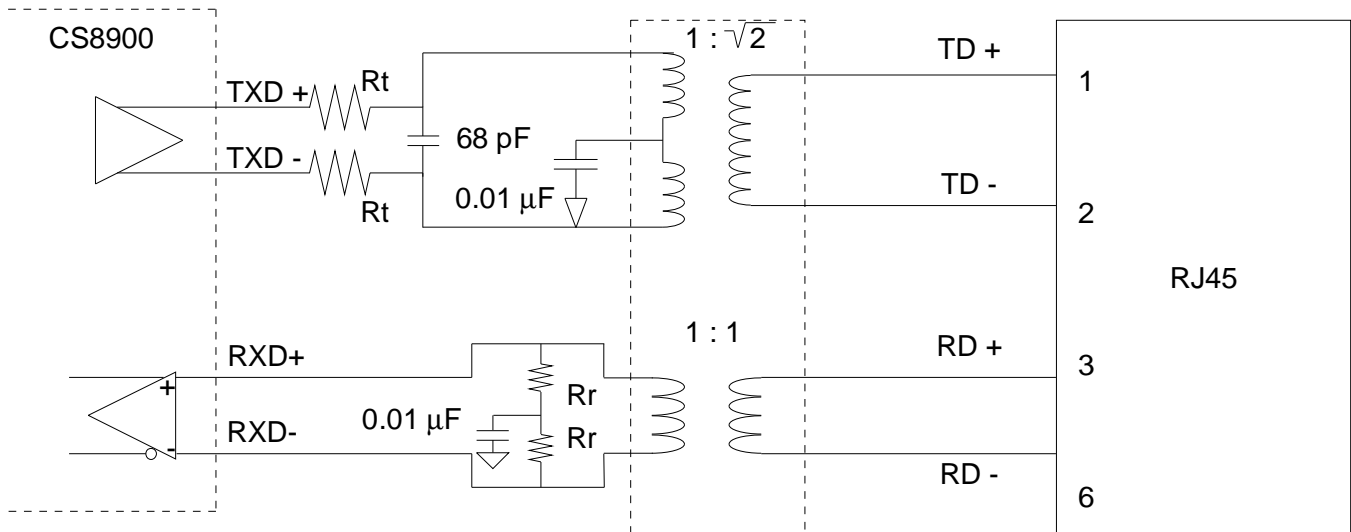 CS8900
1 : √2
TD +
Rt
TXD +
1
68 pF
TXD -
0.01 μF
Rt
TD -
2
RJ45
1 : 1
RXD+
RD +
3
+
Rr
0.01 μF
Rr
RXD-
-
RD -
6